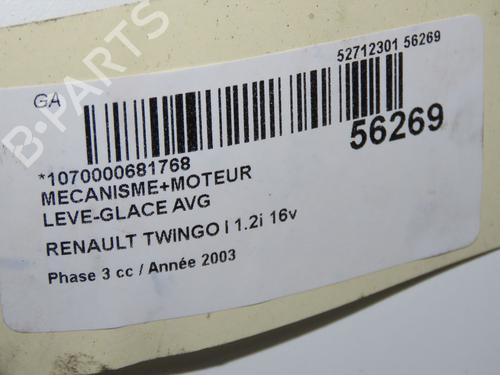 GA
52712301 56269
56269
*1070000681768
MECANISME+MOTEUR
LEVE-GLACE AVG
RENAULT TWINGO I 1.2i 16v
Phase 3 cc / Année 2003
B-PARTS